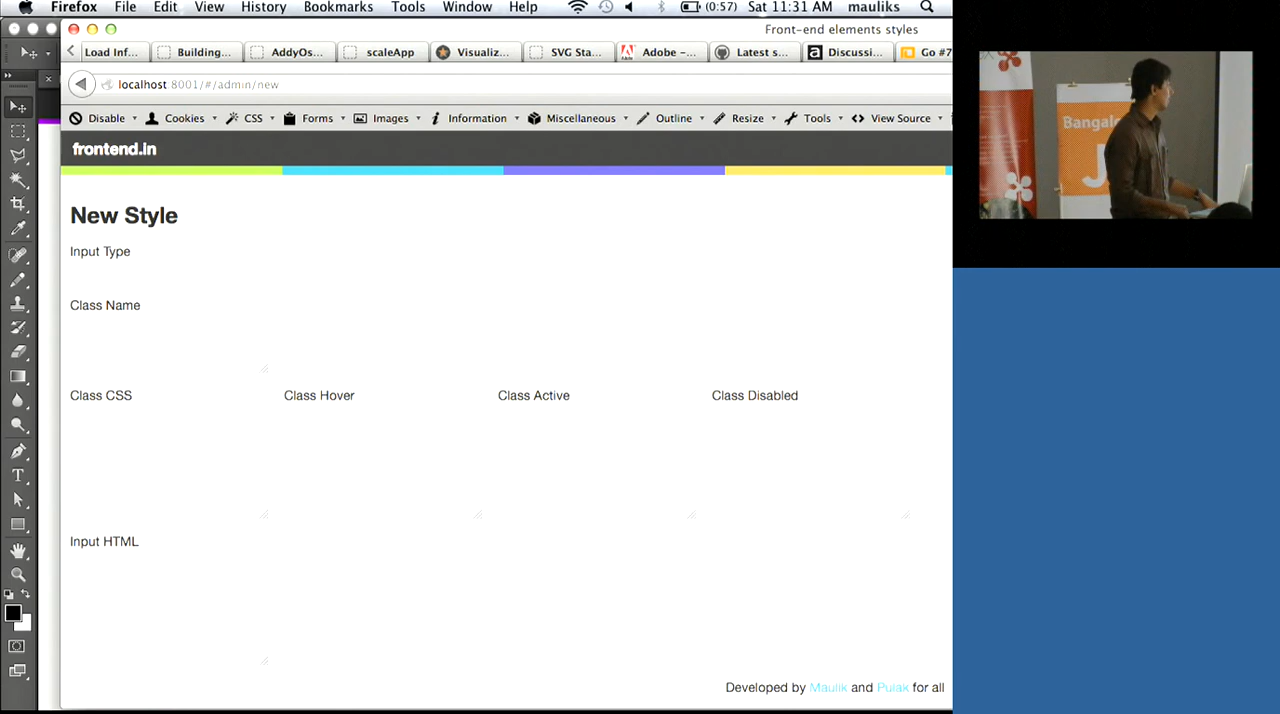 Firefox File Edit View History Bookmarks Tools Window Help (0:57) Sat 11:31 AM mauliks
Front-end elements styles
Load Inf... Building... AddyOs... scaleApp Visualiz... SVG Sta... Adobe -... Latest s... Discussi... Go #7
localhost:8001/#/admin/new
Disable Cookies CSS Forms Images Information Miscellaneous Outline Resize Tools View Source
frontend.in
New Style
Input Type
Class Name
Class CSS Class Hover Class Active Class Disabled
Input HTML
Developed by Maulik and Pulak for all
Bangalo
J